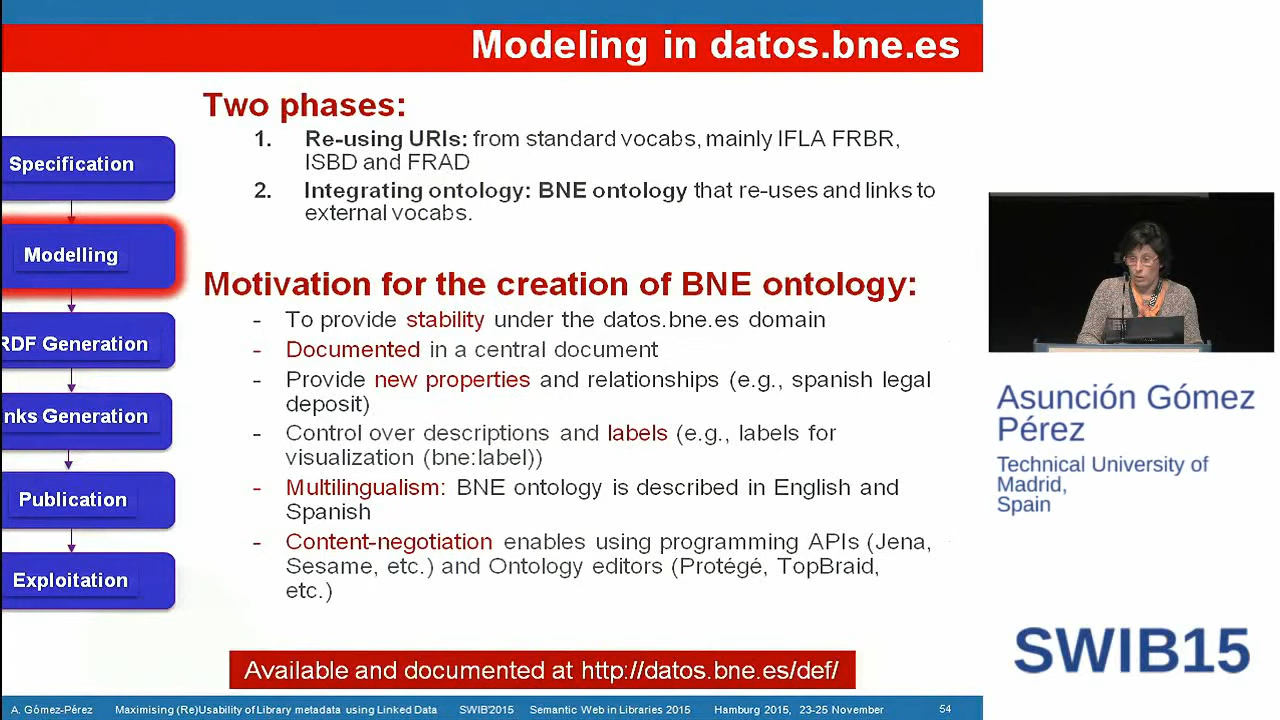 Modeling in datos.bne.es
Two phases:
1. Re-using URIs: from standard vocabs, mainly IFLA FRBR,
ISBD and FRAD
2. Integrating ontology: BNE ontology that re-uses and links to
external vocabs.
Motivation for the creation of BNE ontology:
- To provide stability under the datos.bne.es domain
- Documented in a central document
- Provide new properties and relationships (e.g., spanish legal
deposit)
- Control over descriptions and labels (e.g., labels for
visualization (bne:label))
- Multilingualism: BNE ontology is described in English and
Spanish
- Content-negotiation enables using programming APIs (Jena,
Sesame, etc.) and Ontology editors (Protégé, TopBraid,
etc.)
Available and documented at http://datos.bne.es/def/
Specification
Modelling
RDF Generation
nks Generation
Publication
Exploitation
Asunción Gómez
Pérez
Technical University of
Madrid,
Spain
SWIB15
A. Gómez-Pérez Maximising (Re)Usability of Library metadata using Linked Data SWIB'2015 Semantic Web in Libraries 2015 Hamburg 2015, 23-25 November 54